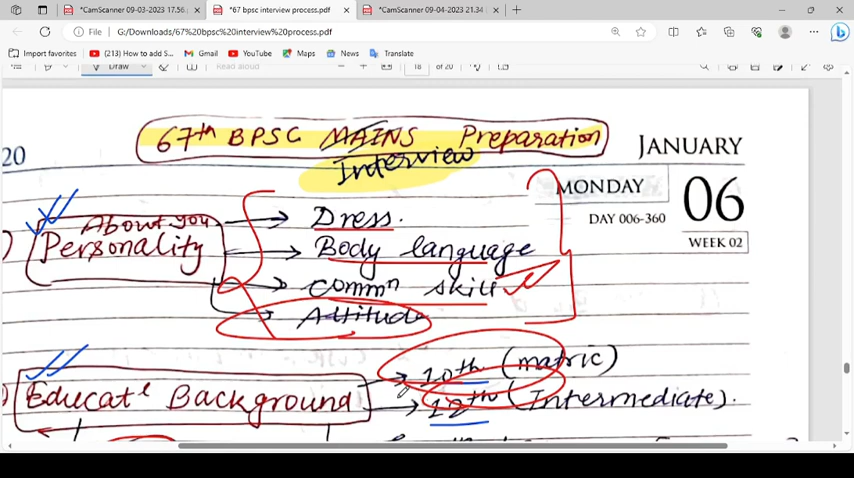 *CamScanner 09-03-2023 17.56.p
*67 bpsc interview process.pdf
*CamScanner 09-04-2023 21.34
File G:/Downloads/67%20bpsc%20interview%20process.pdf
Import favorites (213) How to add S... Gmail YouTube Maps News Translate
Draw Read aloud 18 of 20
67th BPSC MAINS Preparation
Interview
JANUARY
20
MONDAY 06
DAY 006-360
WEEK 02
About you
Personality
Dress.
Body language
commn skill
Attitude
Educatⁿ Background
10th (matric)
12th (Intermediate).